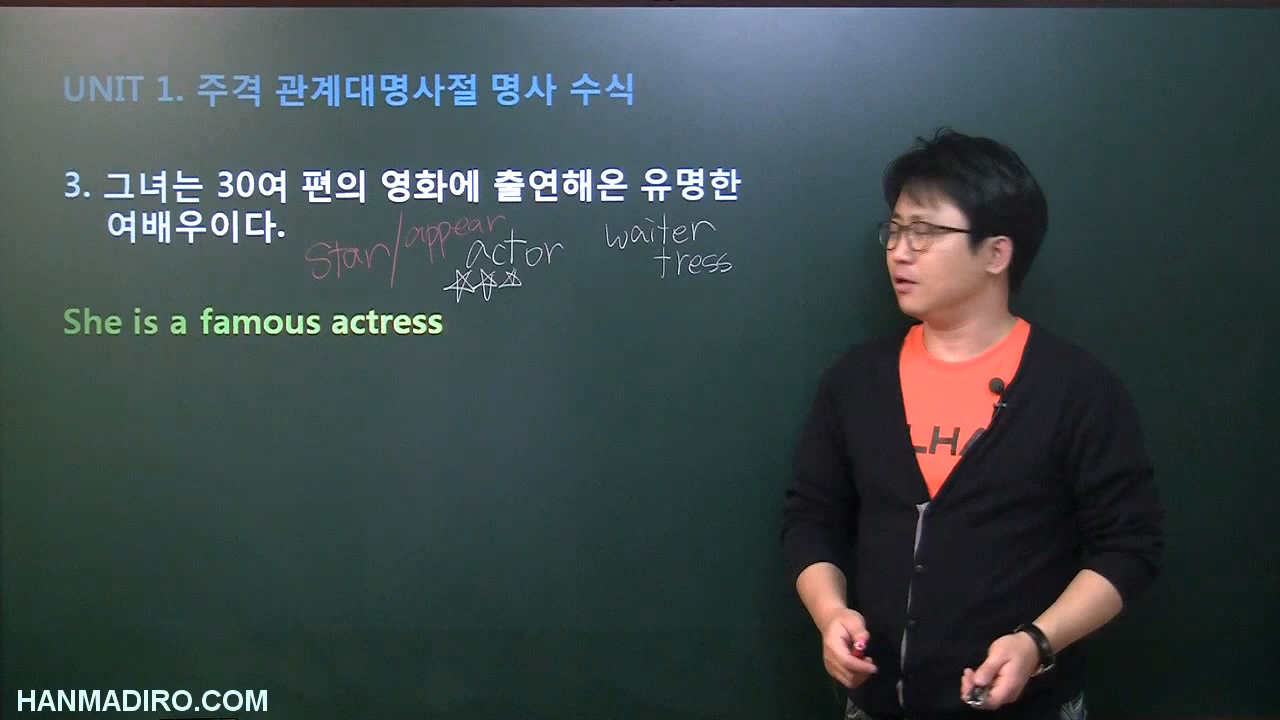 UNIT 1. 주격 관계대명사절 명사 수식
3. 그녀는 30여 편의 영화에 출연해온 유명한
여배우이다.
star/appear
actor
waiter
tress
She is a famous actress
LHA
HANMADIRO.COM